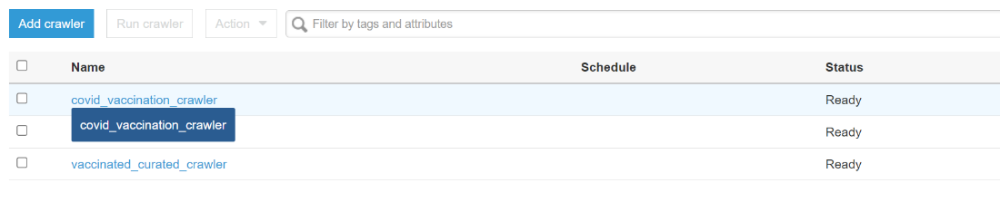 Add crawler Run crawler Action Filter by tags and attributes
Name Schedule Status
covid_vaccination_crawler Ready
covid_vaccination_crawler Ready
vaccinated_curated_crawler Ready